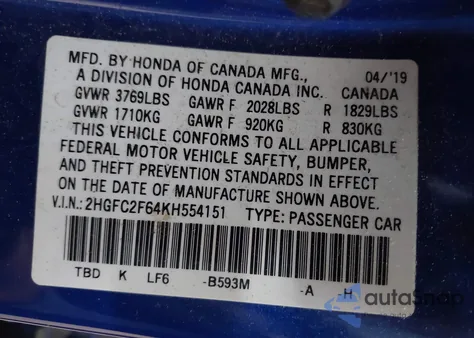 MFD. BY HONDA OF CANADA MFG., 04/'19
A DIVISION OF HONDA CANADA INC. CANADA
GVWR 3769LBS GAWR F 2028LBS R 1829LBS
GVWR 1710KG GAWR F 920KG R 830KG
THIS VEHICLE CONFORMS TO ALL APPLICABLE
FEDERAL MOTOR VEHICLE SAFETY, BUMPER,
AND THEFT PREVENTION STANDARDS IN EFFECT
ON THE DATE OF MANUFACTURE SHOWN ABOVE.
V.I.N.: 2HGFC2F64KH554151 TYPE: PASSENGER CAR
TBD K LF6 -B593M -A -H
autoSnap